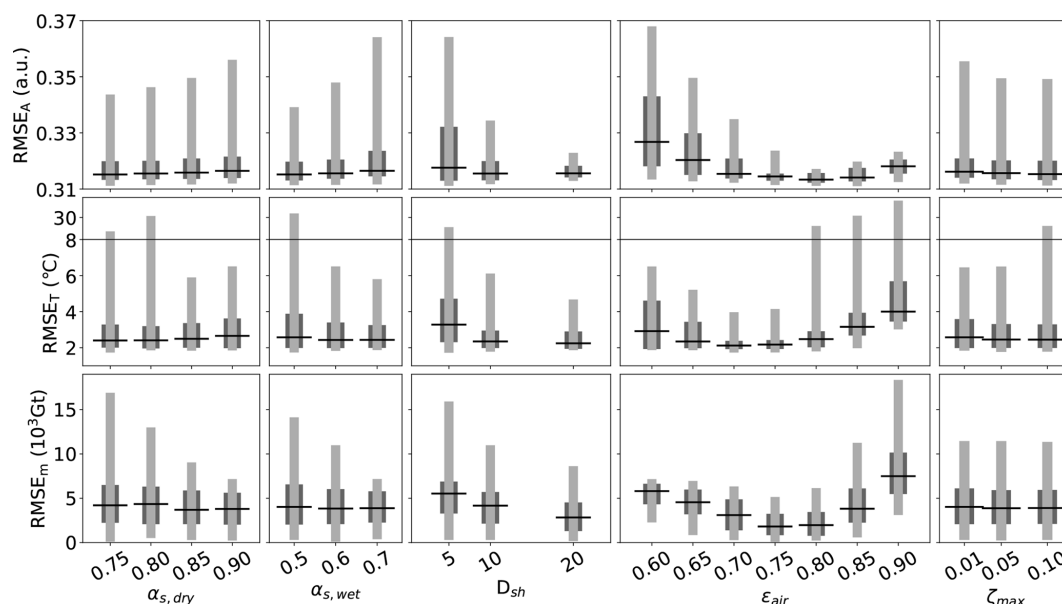 0.37
0.35
0.33
0.31
RMSE_A (a.u.)
30
8
6
4
2
RMSE_T (°C)
15
10
5
0
RMSE_m (10³Gt)
0.75 0.80 0.85 0.90
α_s,dry
0.5 0.6 0.7
α_s,wet
5 10 20
D_sh
0.60 0.65 0.70 0.75 0.80 0.85 0.90
ε_air
0.01 0.05 0.10
ζ_max